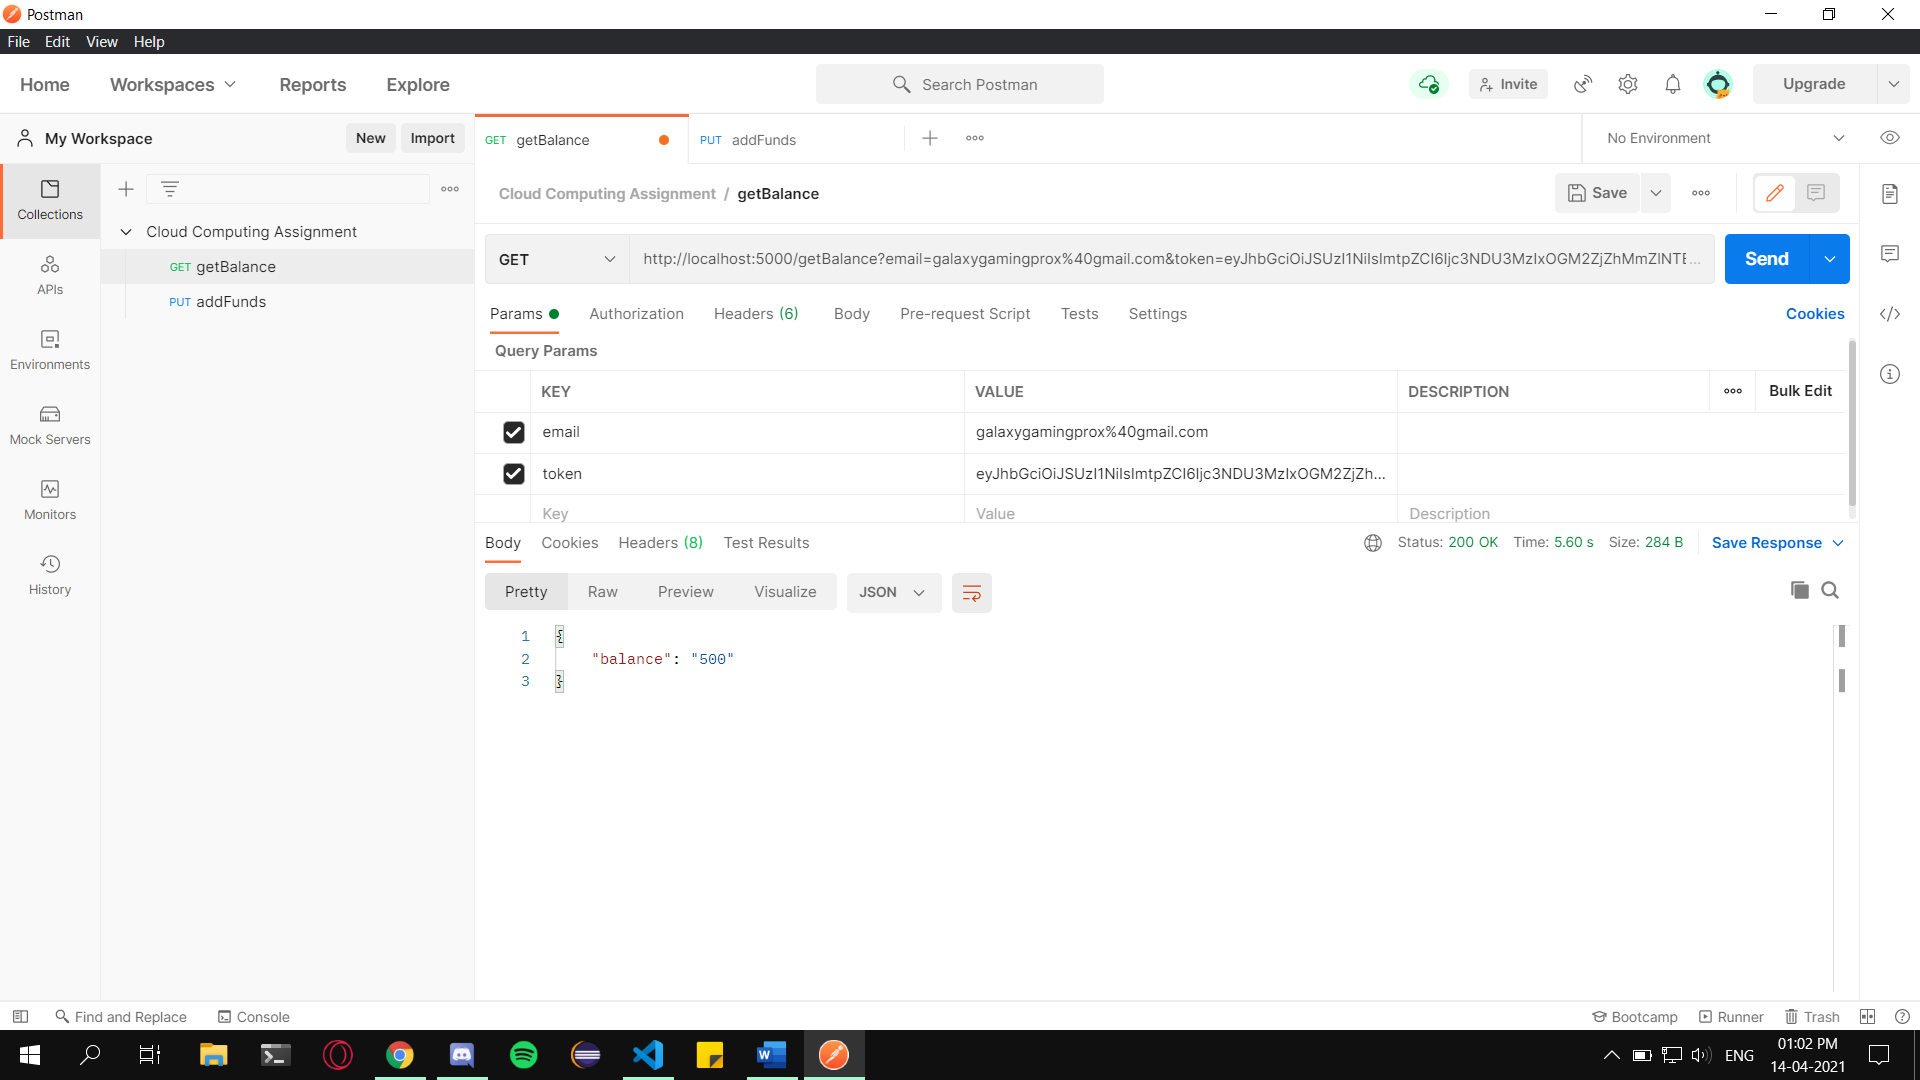 Postman
File Edit View Help
Home Workspaces Reports Explore Search Postman Invite Upgrade
My Workspace New Import GET getBalance PUT addFunds No Environment
Collections
APIs
Environments
Mock Servers
Monitors
History
Cloud Computing Assignment
GET getBalance
PUT addFunds
Cloud Computing Assignment / getBalance Save
GET http://localhost:5000/getBalance?email=galaxygamingprox%40gmail.com&token= Send
Params Authorization Headers (6) Body Pre-request Script Tests Settings Cookies
Query Params
KEY VALUE DESCRIPTION Bulk Edit
email galaxygamingprox%40gmail.com
token
Key Value Description
Body Cookies Headers (8) Test Results Status: 200 OK Time: 5.60 s Size: 284 B Save Response
Pretty Raw Preview Visualize JSON
1 {
2 "balance": "500"
3 }
Find and Replace Console Bootcamp Runner Trash
ENG 01:02 PM
14-04-2021